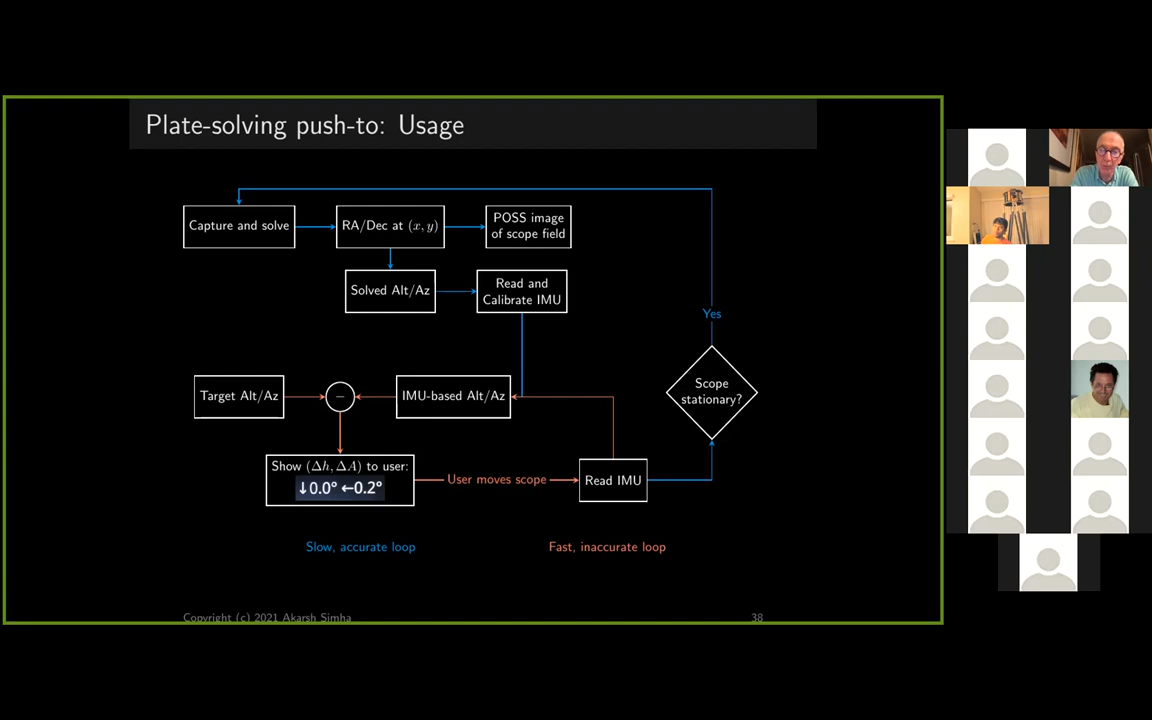 Plate-solving push-to: Usage
Capture and solve
RA/Dec at (x, y)
POSS image
of scope field
Solved Alt/Az
Read and
Calibrate IMU
Yes
Scope
stationary?
Target Alt/Az
−
IMU-based Alt/Az
Show (Δh, ΔA) to user:
↓0.0° ←0.2°
User moves scope
Read IMU
Slow, accurate loop
Fast, inaccurate loop
Copyright (c) 2021 Akarsh Simha
38